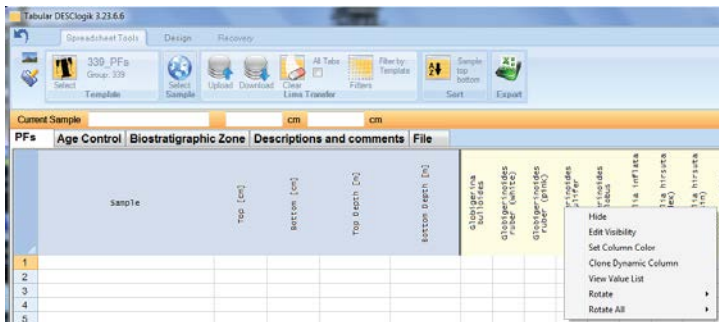 Tabular DESClogik 3.23.6.6
Spreadsheet Tools Design Recovery
339_PFs
Group: 339
Select
Template
Select
Sample
Upload Download Clear
All Tabs
Lims Transfer
Filters
Filter by
Template
Sample
top
bottom
Sort
Export
Current Sample cm cm
PFs Age Control Biostratigraphic Zone Descriptions and comments File
Sample
Top [cm]
Bottom [cm]
Top Depth [m]
Bottom Depth [m]
Globigerina
bulloides
Globigerinoides
ruber (white)
Globigerinoides
ruber (pink)
inflata
hirsuta
hirsuta
Hide
Edit Visibility
Set Column Color
Clone Dynamic Column
View Value List
Rotate
Rotate All
1
2
3
4
5